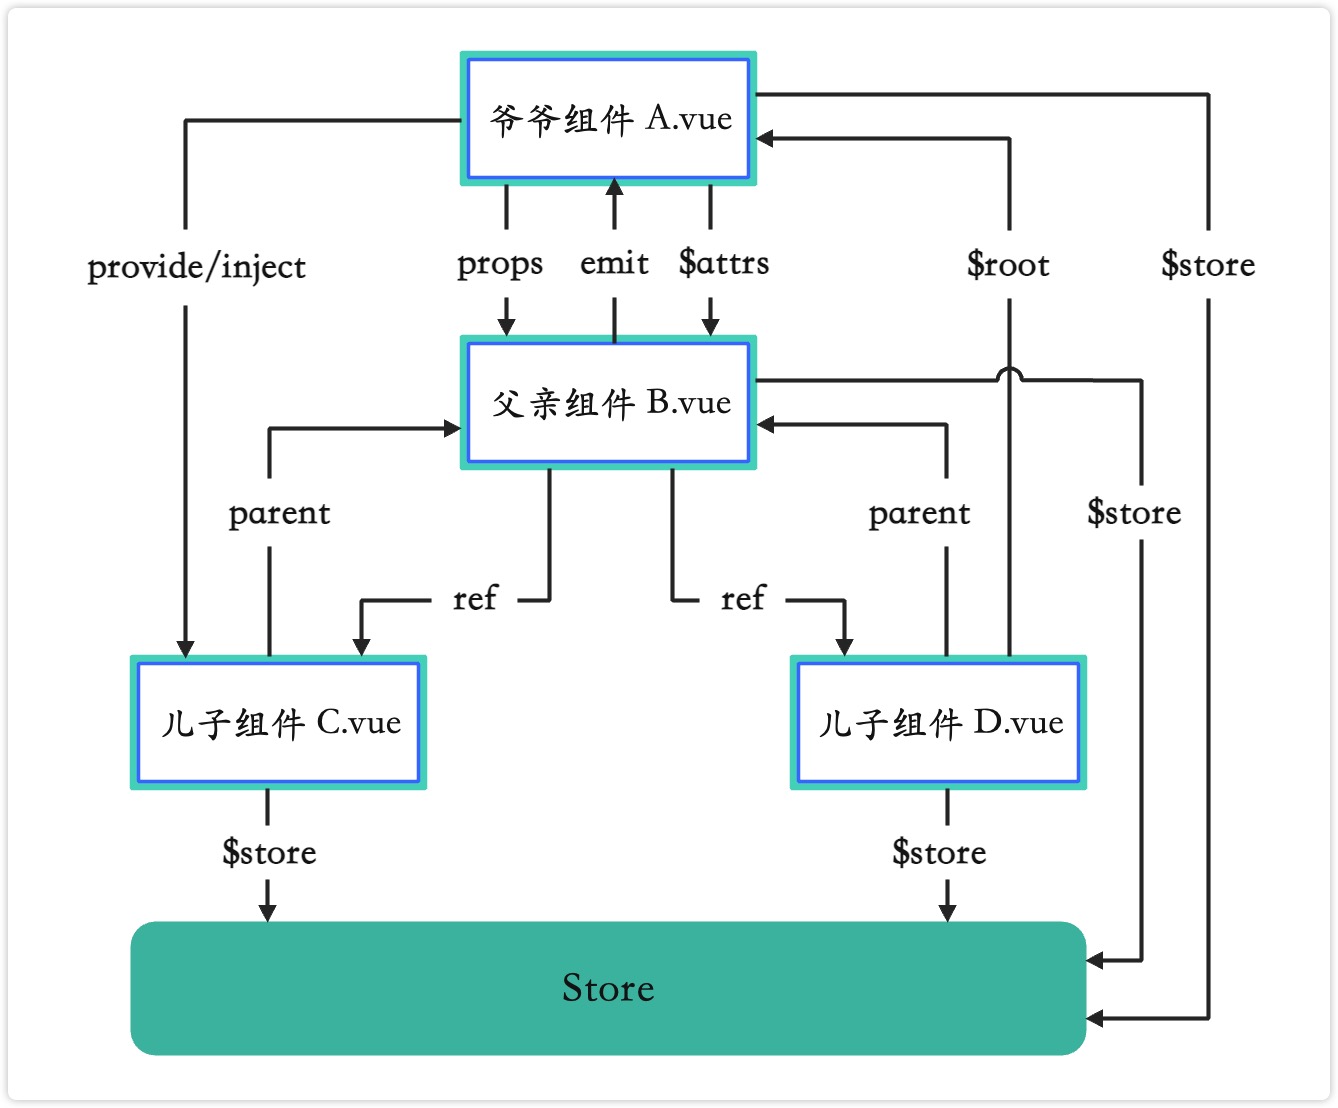 爷爷组件 A.vue
provide/inject
props
emit
$attrs
$root
$store
父亲组件 B.vue
parent
parent
$store
ref
ref
儿子组件 C.vue
儿子组件 D.vue
$store
$store
Store